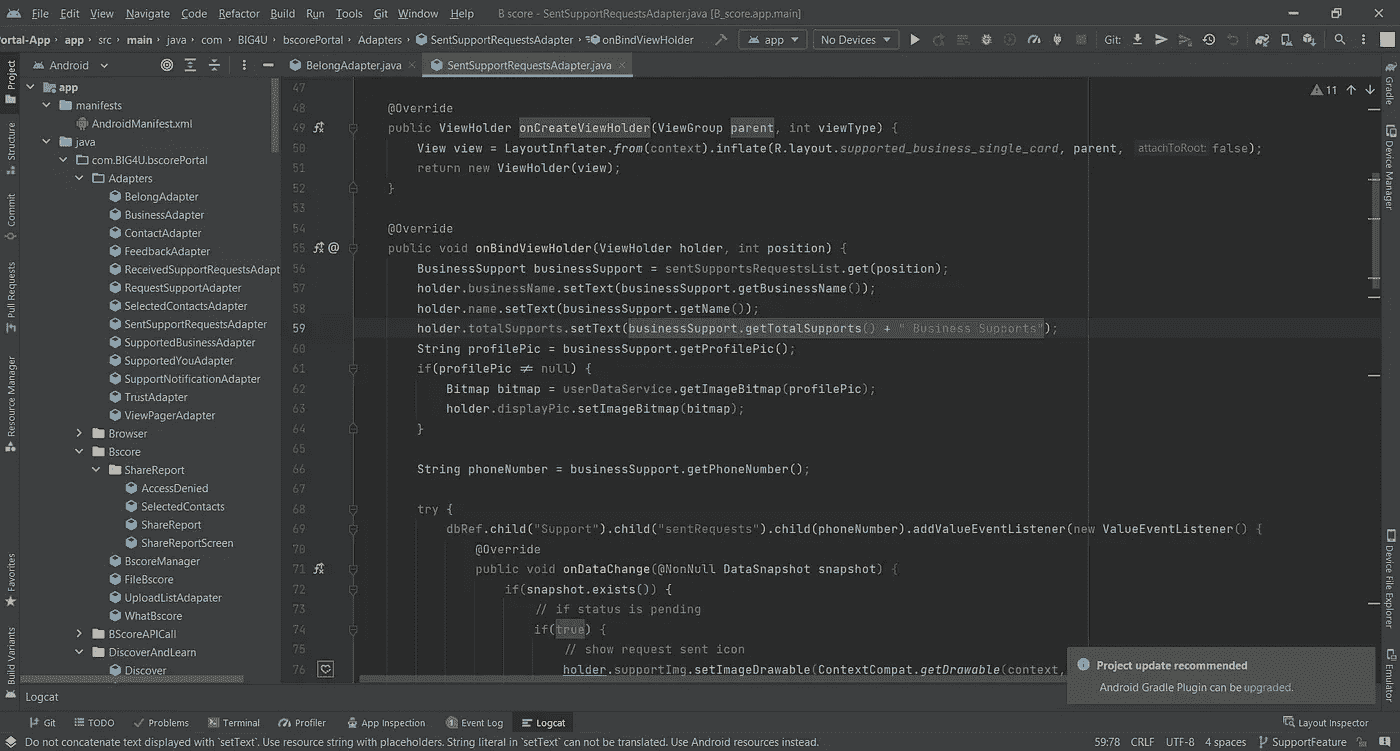 File Edit View Navigate Code Refactor Build Run Tools Git Window Help B score - SentSupportRequestsAdapter.java [B_score.app.main]
ortal-App › app › src › main › java › com › BIG4U › bscorePortal › Adapters › SentSupportRequestsAdapter › onBindViewHolder app No Devices Git:
Android BelongAdapter.java SentSupportRequestsAdapter.java
Project
Structure
Commit
Pull Requests
Resource Manager
Favorites
Build Variants
app
manifests
AndroidManifest.xml
java
com.BIG4U.bscorePortal
Adapters
BelongAdapter
BusinessAdapter
ContactAdapter
FeedbackAdapter
ReceivedSupportRequestsAdapt
RequestSupportAdapter
SelectedContactsAdapter
SentSupportRequestsAdapter
SupportedBusinessAdapter
SupportedYouAdapter
SupportNotificationAdapter
TrustAdapter
ViewPagerAdapter
Browser
Bscore
ShareReport
AccessDenied
SelectedContacts
ShareReport
ShareReportScreen
BscoreManager
FileBscore
UploadListAdapater
WhatBscore
BScoreAPICall
DiscoverAndLearn
Discover
47
48 @Override
49 public ViewHolder onCreateViewHolder(ViewGroup parent, int viewType) {
50 View view = LayoutInflater.from(context).inflate(R.layout.supported_business_single_card, parent, attachToRoot: false);
51 return new ViewHolder(view);
52 }
53
54 @Override
55 @ public void onBindViewHolder(ViewHolder holder, int position) {
56 BusinessSupport businessSupport = sentSupportsRequestsList.get(position);
57 holder.businessName.setText(businessSupport.getBusinessName());
58 holder.name.setText(businessSupport.getName());
59 holder.totalSupports.setText(businessSupport.getTotalSupports() + " Business Supports");
60 String profilePic = businessSupport.getProfilePic();
61 if(profilePic ≠ null) {
62 Bitmap bitmap = userDataService.getImageBitmap(profilePic);
63 holder.displayPic.setImageBitmap(bitmap);
64 }
65
66 String phoneNumber = businessSupport.getPhoneNumber();
67
68 try {
69 dbRef.child("Support").child("sentRequests").child(phoneNumber).addValueEventListener(new ValueEventListener() {
70 @Override
71 public void onDataChange(@NonNull DataSnapshot snapshot) {
72 if(snapshot.exists()) {
73 // if status is pending
74 if(true) {
75 // show request sent icon
76 holder.supportImg.setImageDrawable(ContextCompat.getDrawable(context,
11
Gradle
Device Manager
Device File Explorer
Emulator
Project update recommended
Android Gradle Plugin can be upgraded.
Logcat
Git TODO Problems Terminal Profiler App Inspection Event Log Logcat Layout Inspector
Do not concatenate text displayed with `setText`. Use resource string with placeholders. String literal in `setText` can not be translated. Use Android resources instead. 59:78 CRLF UTF-8 4 spaces SupportFeature